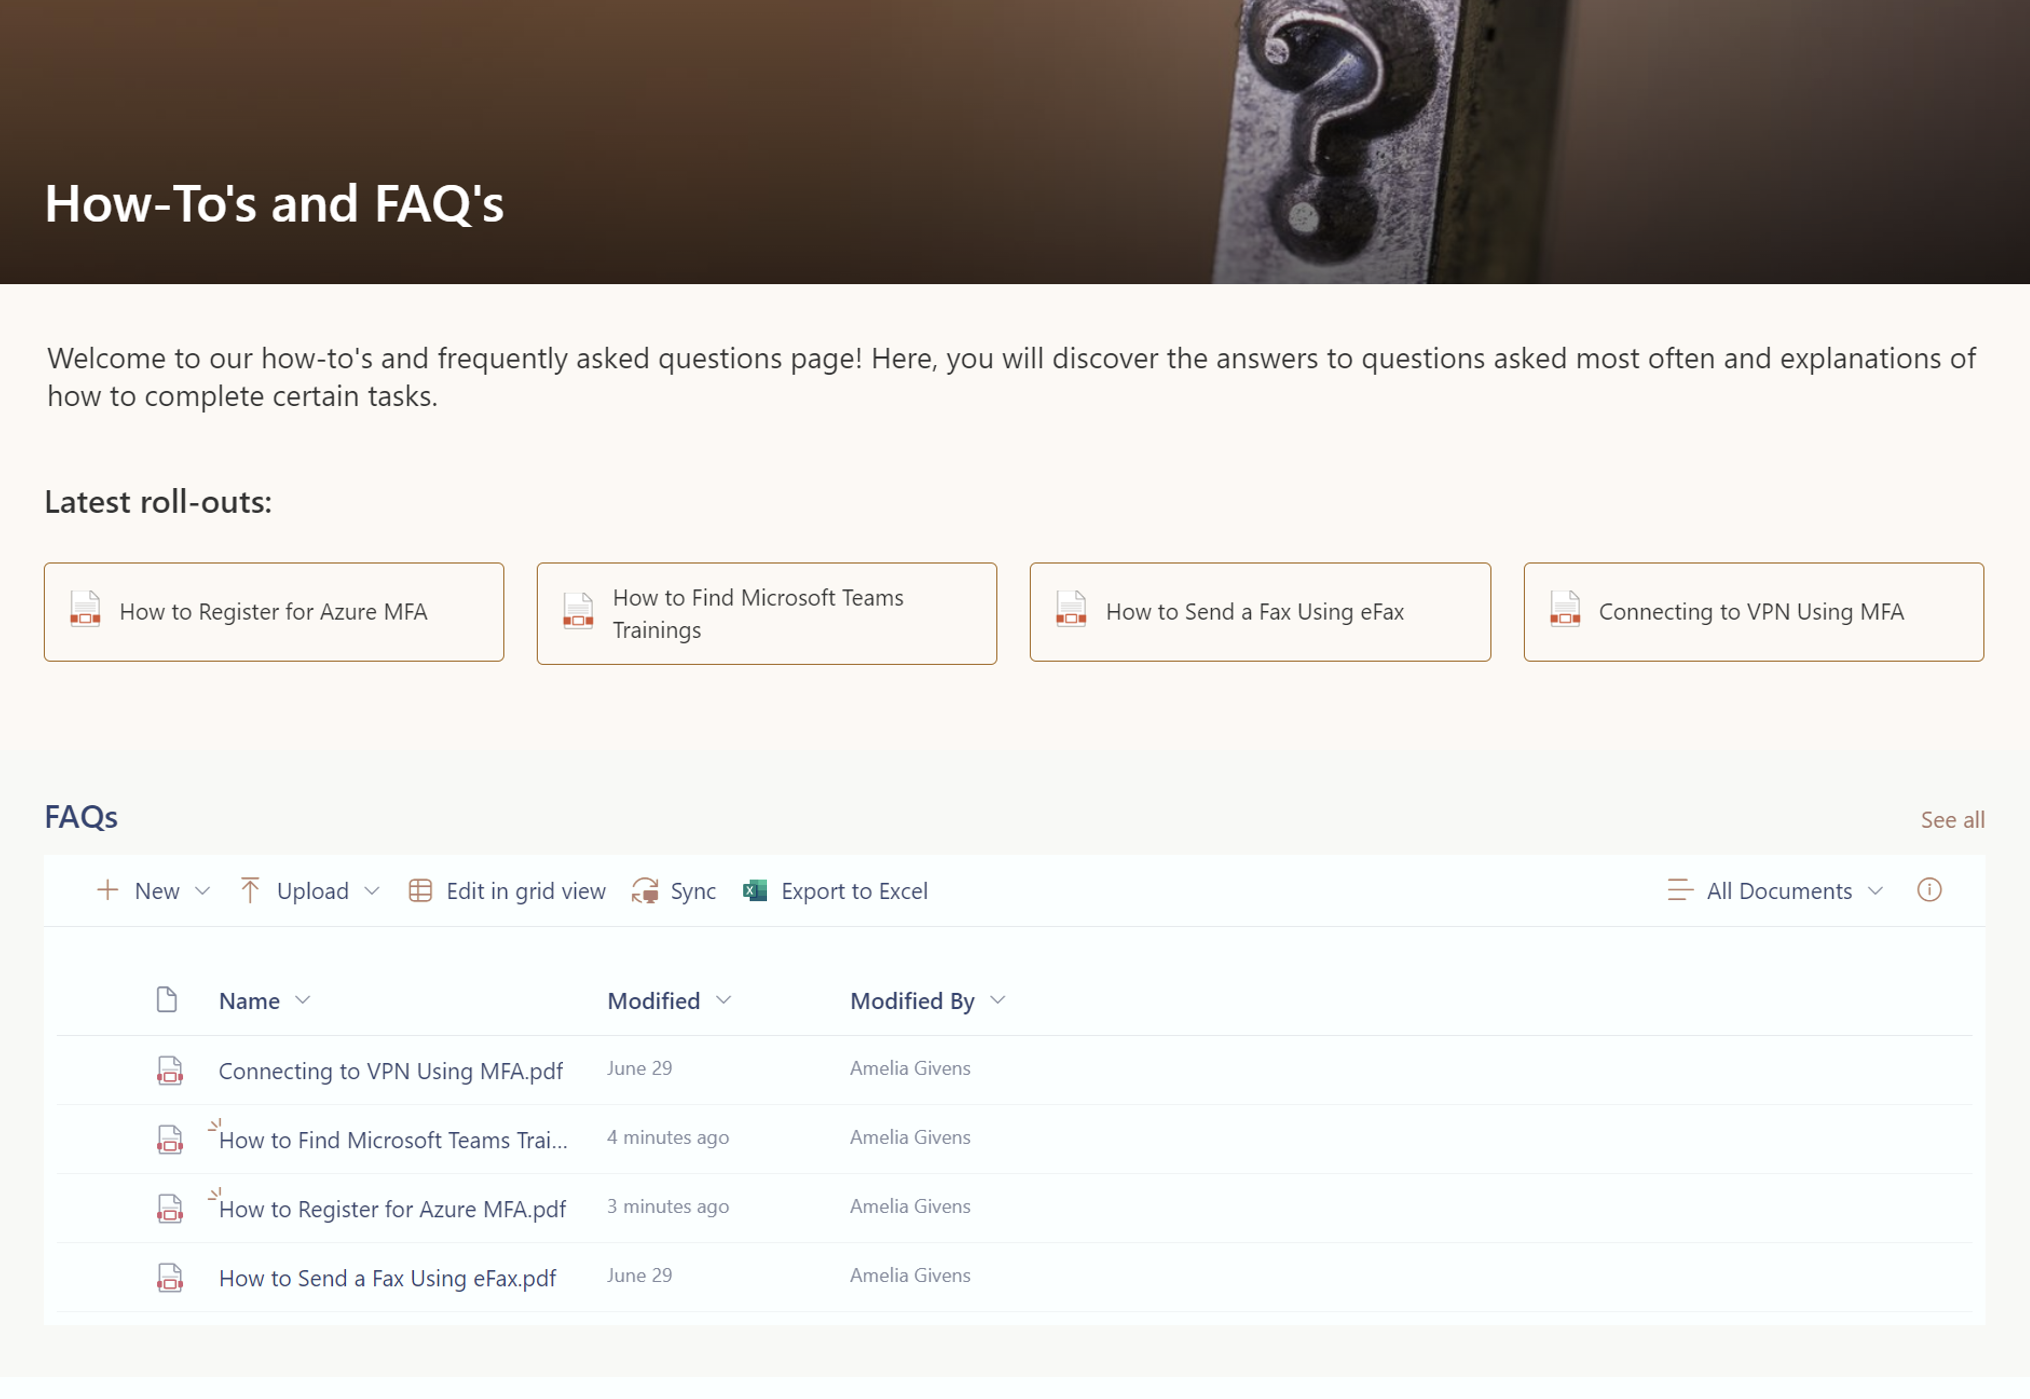 How-To's and FAQ's
Welcome to our how-to's and frequently asked questions page! Here, you will discover the answers to questions asked most often and explanations of
how to complete certain tasks.
Latest roll-outs:
How to Register for Azure MFA
How to Find Microsoft Teams
Trainings
How to Send a Fax Using eFax
Connecting to VPN Using MFA
FAQs
See all
New
Upload
Edit in grid view
Sync
Export to Excel
All Documents
Name
Modified
Modified By
Connecting to VPN Using MFA.pdf
June 29
Amelia Givens
How to Find Microsoft Teams Trai...
4 minutes ago
Amelia Givens
How to Register for Azure MFA.pdf
3 minutes ago
Amelia Givens
How to Send a Fax Using eFax.pdf
June 29
Amelia Givens